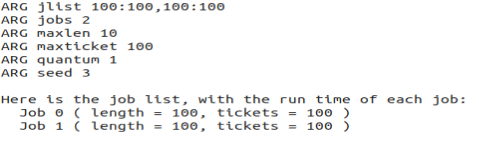 ARG jlist 100:100,100:100
ARG jobs 2
ARG maxlen 10
ARG maxticket 100
ARG quantum 1
ARG seed 3
Here is the job list, with the run time of each job:
Job 0 ( length = 100, tickets = 100 )
Job 1 ( length = 100, tickets = 100 )